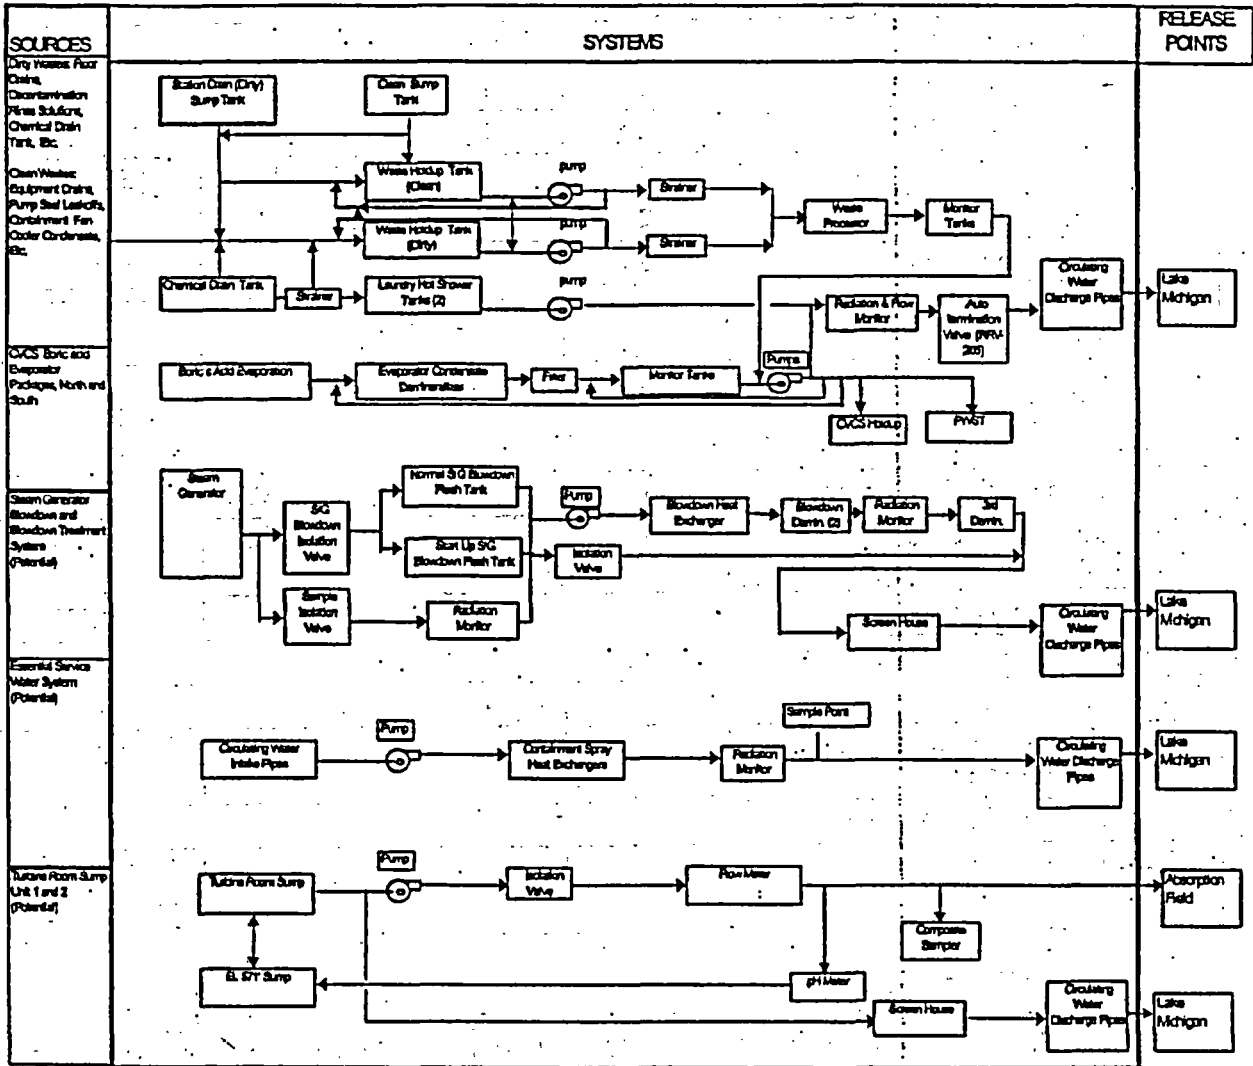 SOURCES
SYSTEMS
RELEASE
POINTS
Dirty Wastes: Floor
Drains,
Decontamination
Rinse Solutions,
Chemical Drain
Tank, Etc.
Clean Wastes:
Equipment Drains,
Pump Seal Leakoffs,
Containment Fan
Cooler Condensate,
Etc.
Station Drain (Dirty)
Sump Tank
Clean Sump
Tank
Waste Holdup Tank
(Clean)
pump
Strainer
Waste Holdup Tank
(Dirty)
pump
Strainer
Waste
Processor
Monitor
Tanks
Chemical Drain Tank
Strainer
Laundry Hot Shower
Tanks (2)
pump
Radiation & Flow
Monitor
Auto
termination
Valve (RRV-
285)
Circulating
Water
Discharge Pipes
Lake
Michigan
CVCS Boric acid
Evaporator
Packages, North and
South
Boric Acid Evaporation
Evaporator Condensate
Demineralizers
Filter
Monitor Tanks
Pumps
CVCS Holdup
PWST
Steam Generator
Blowdown and
Blowdown Treatment
System
(Potential)
Steam
Generator
S/G
Blowdown
Isolation
Valve
Normal S/G Blowdown
Flash Tank
Start Up S/G
Blowdown Flash Tank
Pump
Blowdown Heat
Exchanger
Blowdown
Demin. (2)
Radiation
Monitor
3rd
Demin.
Isolation
Valve
Sample
Isolation
Valve
Radiation
Monitor
Screen House
Circulating
Water
Discharge Pipes
Lake
Michigan
Essential Service
Water System
(Potential)
Circulating Water
Intake Pipes
Pump
Containment Spray
Heat Exchangers
Radiation
Monitor
Sample Point
Circulating
Water Discharge
Pipes
Lake
Michigan
Turbine Room Sump
Unit 1 and 2
(Potential)
Turbine Room Sump
Pump
Isolation
Valve
Flow Meter
Absorption
Field
Composite
Sampler
pH Meter
Sump
Screen House
Circulating
Water
Discharge Pipes
Lake
Michigan